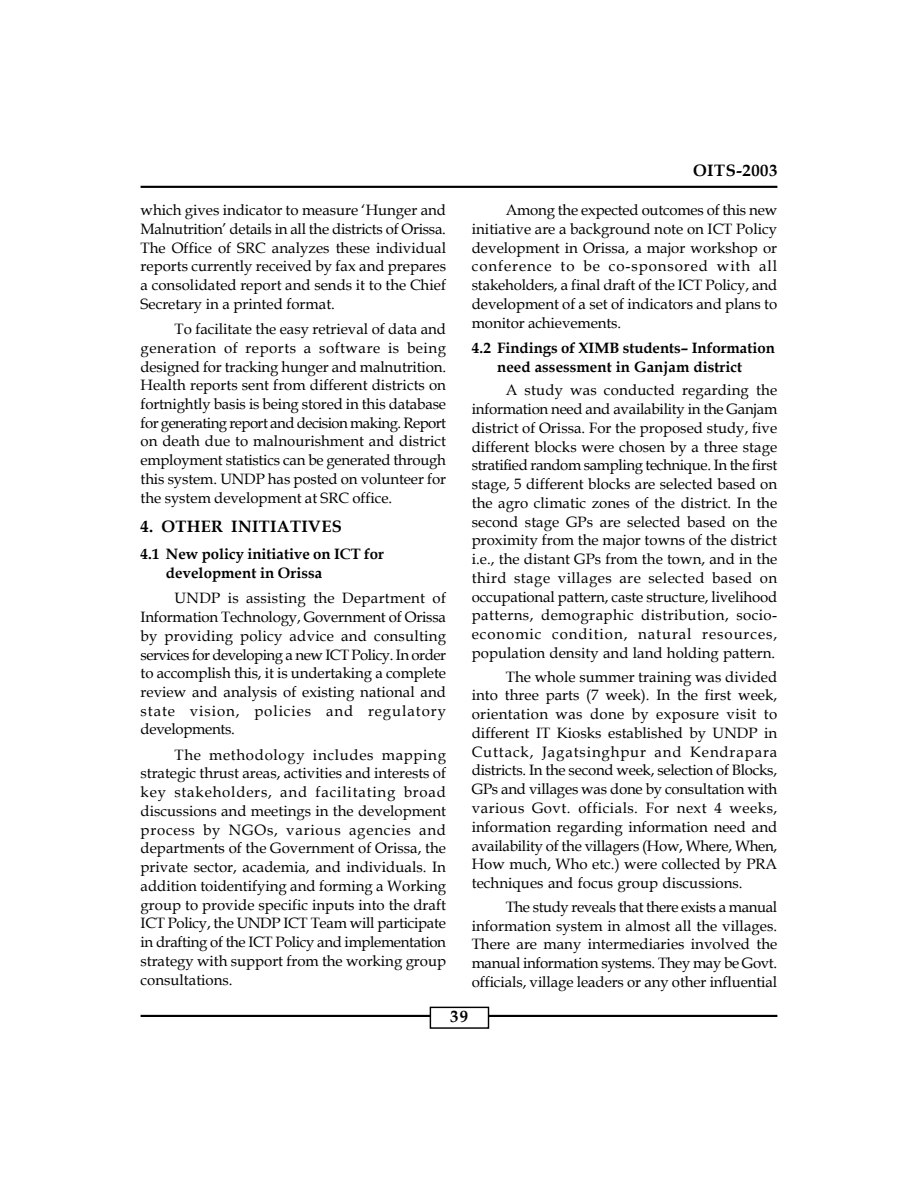 OITS-2003
which gives indicator to measure ‘Hunger and
Malnutrition’ details in all the districts of Orissa.
The Office of SRC analyzes these individual
reports currently received by fax and prepares
a consolidated report and sends it to the Chief
Secretary in a printed format.
To facilitate the easy retrieval of data and
generation of reports a software is being
designed for tracking hunger and malnutrition.
Health reports sent from different districts on
fortnightly basis is being stored in this database
for generating report and decision making. Report
on death due to malnourishment and district
employment statistics can be generated through
this system. UNDP has posted on volunteer for
the system development at SRC office.
4. OTHER INITIATIVES
4.1 New policy initiative on ICT for
development in Orissa
UNDP is assisting the Department of
Information Technology, Government of Orissa
by providing policy advice and consulting
services for developing a new ICT Policy. In order
to accomplish this, it is undertaking a complete
review and analysis of existing national and
state vision, policies and regulatory
developments.
The methodology includes mapping
strategic thrust areas, activities and interests of
key stakeholders, and facilitating broad
discussions and meetings in the development
process by NGOs, various agencies and
departments of the Government of Orissa, the
private sector, academia, and individuals. In
addition toidentifying and forming a Working
group to provide specific inputs into the draft
ICT Policy, the UNDP ICT Team will participate
in drafting of the ICT Policy and implementation
strategy with support from the working group
consultations.
Among the expected outcomes of this new
initiative are a background note on ICT Policy
development in Orissa, a major workshop or
conference to be co-sponsored with all
stakeholders, a final draft of the ICT Policy, and
development of a set of indicators and plans to
monitor achievements.
4.2 Findings of XIMB students– Information
need assessment in Ganjam district
A study was conducted regarding the
information need and availability in the Ganjam
district of Orissa. For the proposed study, five
different blocks were chosen by a three stage
stratified random sampling technique. In the first
stage, 5 different blocks are selected based on
the agro climatic zones of the district. In the
second stage GPs are selected based on the
proximity from the major towns of the district
i.e., the distant GPs from the town, and in the
third stage villages are selected based on
occupational pattern, caste structure, livelihood
patterns, demographic distribution, socio-
economic condition, natural resources,
population density and land holding pattern.
The whole summer training was divided
into three parts (7 week). In the first week,
orientation was done by exposure visit to
different IT Kiosks established by UNDP in
Cuttack, Jagatsinghpur and Kendrapara
districts. In the second week, selection of Blocks,
GPs and villages was done by consultation with
various Govt. officials. For next 4 weeks,
information regarding information need and
availability of the villagers (How, Where, When,
How much, Who etc.) were collected by PRA
techniques and focus group discussions.
The study reveals that there exists a manual
information system in almost all the villages.
There are many intermediaries involved the
manual information systems. They may be Govt.
officials, village leaders or any other influential
39